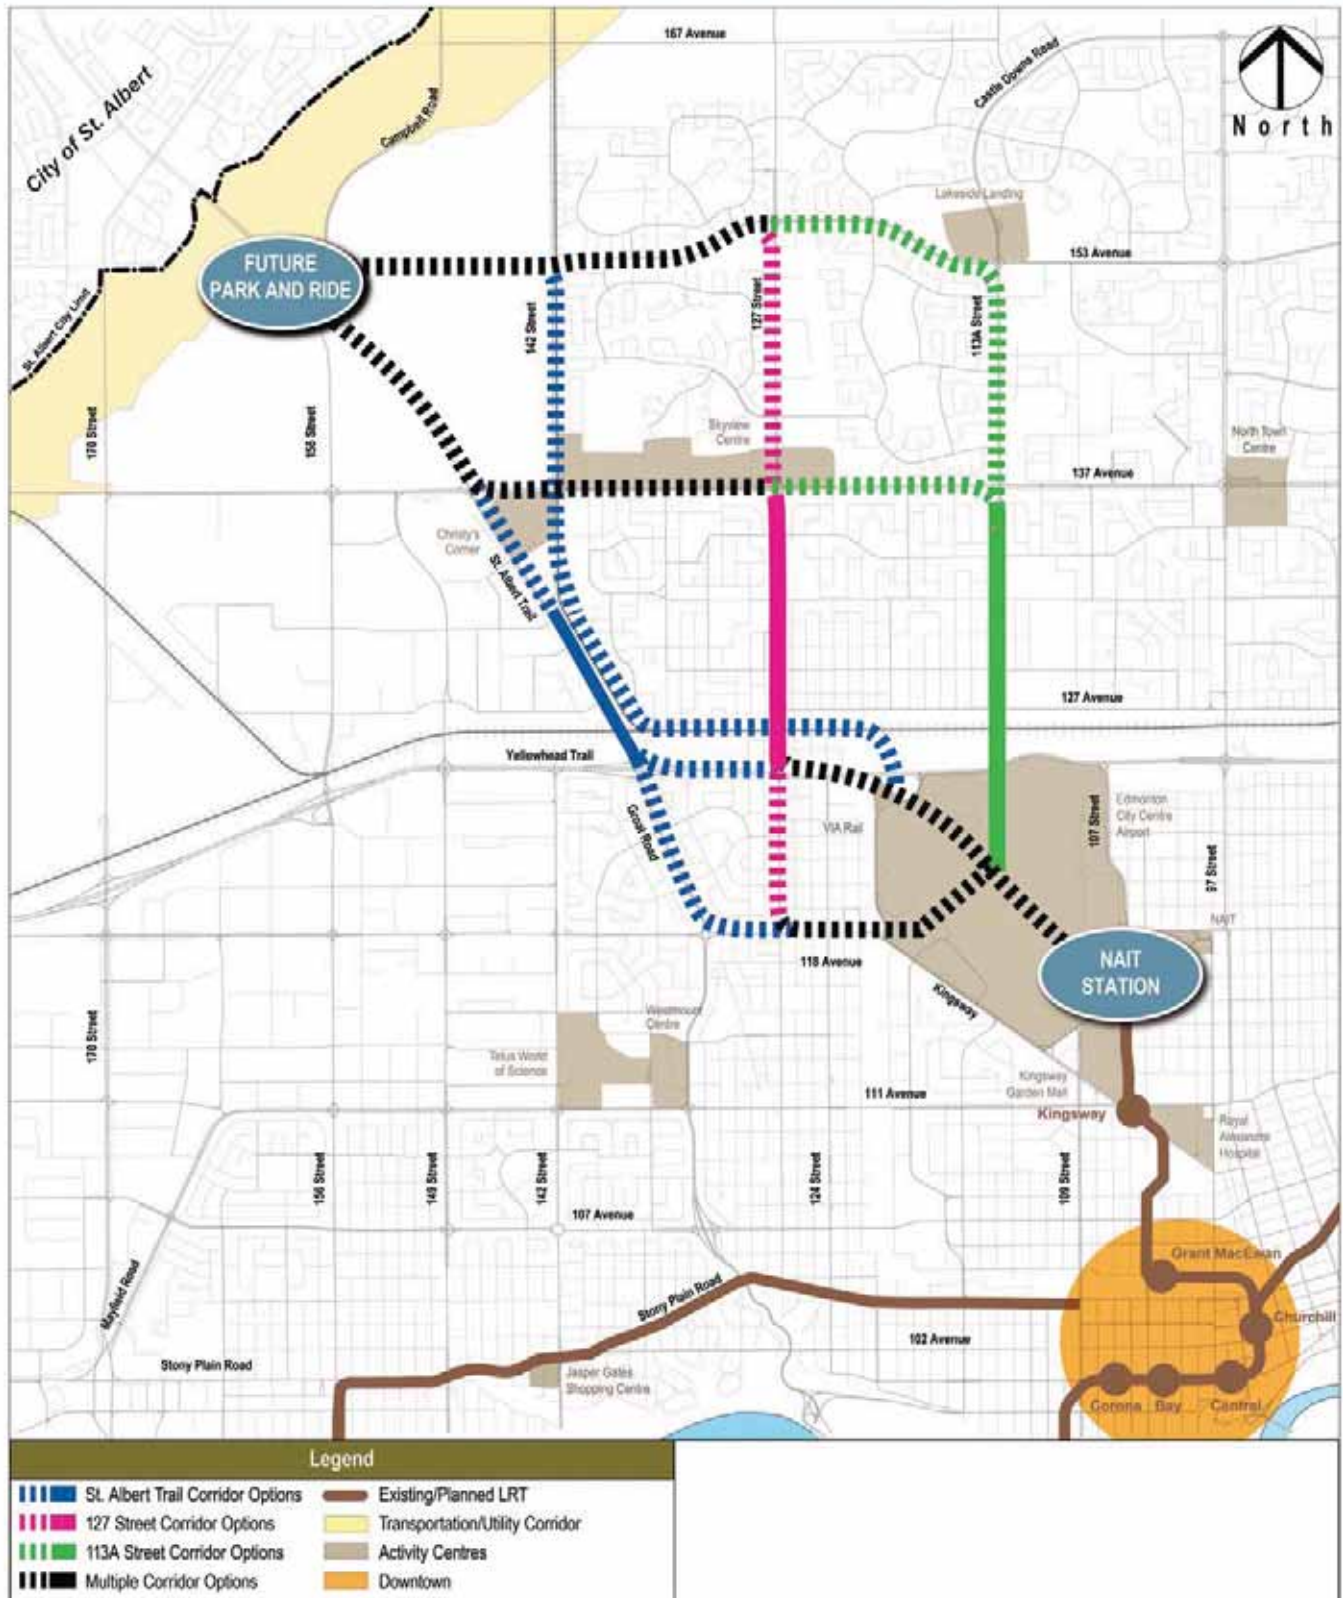 167 Avenue
Castle Downs Road
North
City of St. Albert
Campbell Road
Lakeside Landing
153 Avenue
FUTURE
PARK AND RIDE
St. Albert City Limit
142 Street
127 Street
113A Street
170 Street
156 Street
Skyview
Centre
North Town
Centre
137 Avenue
Christy's
Corner
St. Albert Trail
127 Avenue
Yellowhead Trail
Groat Road
VIA Rail
107 Street
Edmonton
City Centre
Airport
97 Street
NAIT
118 Avenue
NAIT
STATION
Kingsway
170 Street
Westmount
Centre
Telus World
of Science
111 Avenue
Kingsway
Garden Mall
Kingsway
Royal
Alexandra
Hospital
156 Street
149 Street
142 Street
124 Street
109 Street
107 Avenue
Mayfield Road
Grant MacEwan
Stony Plain Road
Churchill
102 Avenue
Stony Plain Road
Jasper Gates
Shopping Centre
Corona Bay Central
Legend
St. Albert Trail Corridor Options
Existing/Planned LRT
127 Street Corridor Options
Transportation/Utility Corridor
113A Street Corridor Options
Activity Centres
Multiple Corridor Options
Downtown